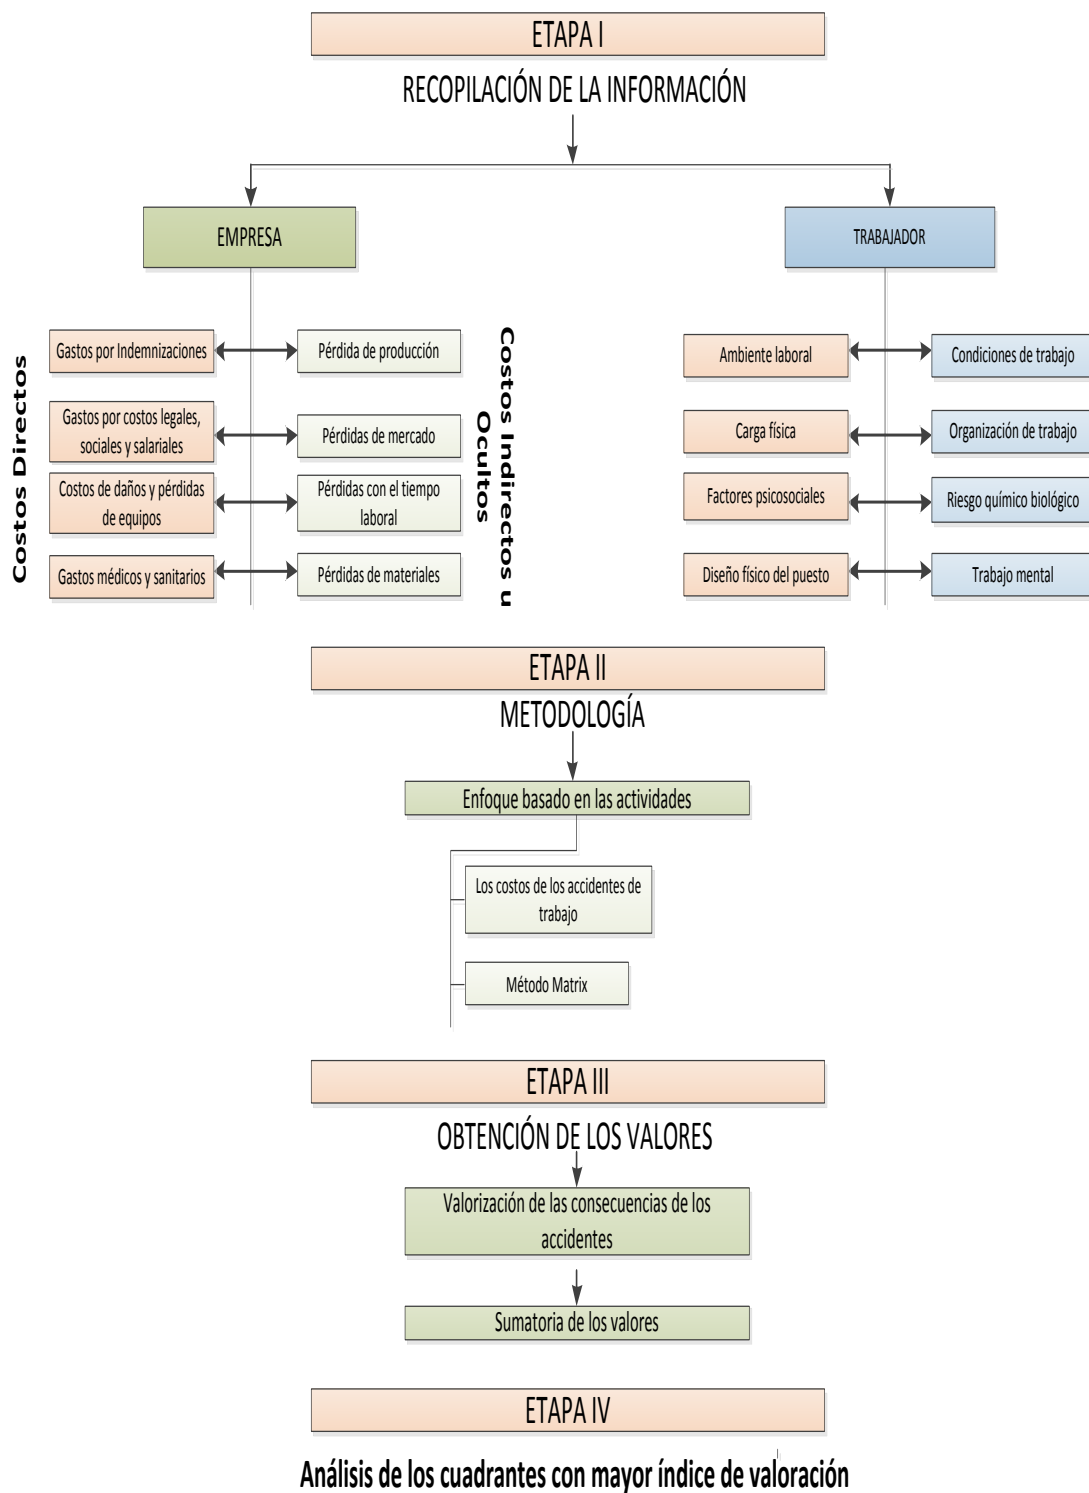 ETAPA I
RECOPILACIÓN DE LA INFORMACIÓN
EMPRESA
TRABAJADOR
Costos Directos
Gastos por Indemnizaciones
Pérdida de producción
Gastos por costos legales,
sociales y salariales
Pérdidas de mercado
Costos de daños y pérdidas
de equipos
Pérdidas con el tiempo
laboral
Gastos médicos y sanitarios
Pérdidas de materiales
Costos Indirectos u
Ocultos
Ambiente laboral
Condiciones de trabajo
Carga física
Organización de trabajo
Factores psicosociales
Riesgo químico biológico
Diseño físico del puesto
Trabajo mental
ETAPA II
METODOLOGÍA
Enfoque basado en las actividades
Los costos de los accidentes de
trabajo
Método Matrix
ETAPA III
OBTENCIÓN DE LOS VALORES
Valorización de las consecuencias de los
accidentes
Sumatoria de los valores
ETAPA IV
Análisis de los cuadrantes con mayor índice de valoración